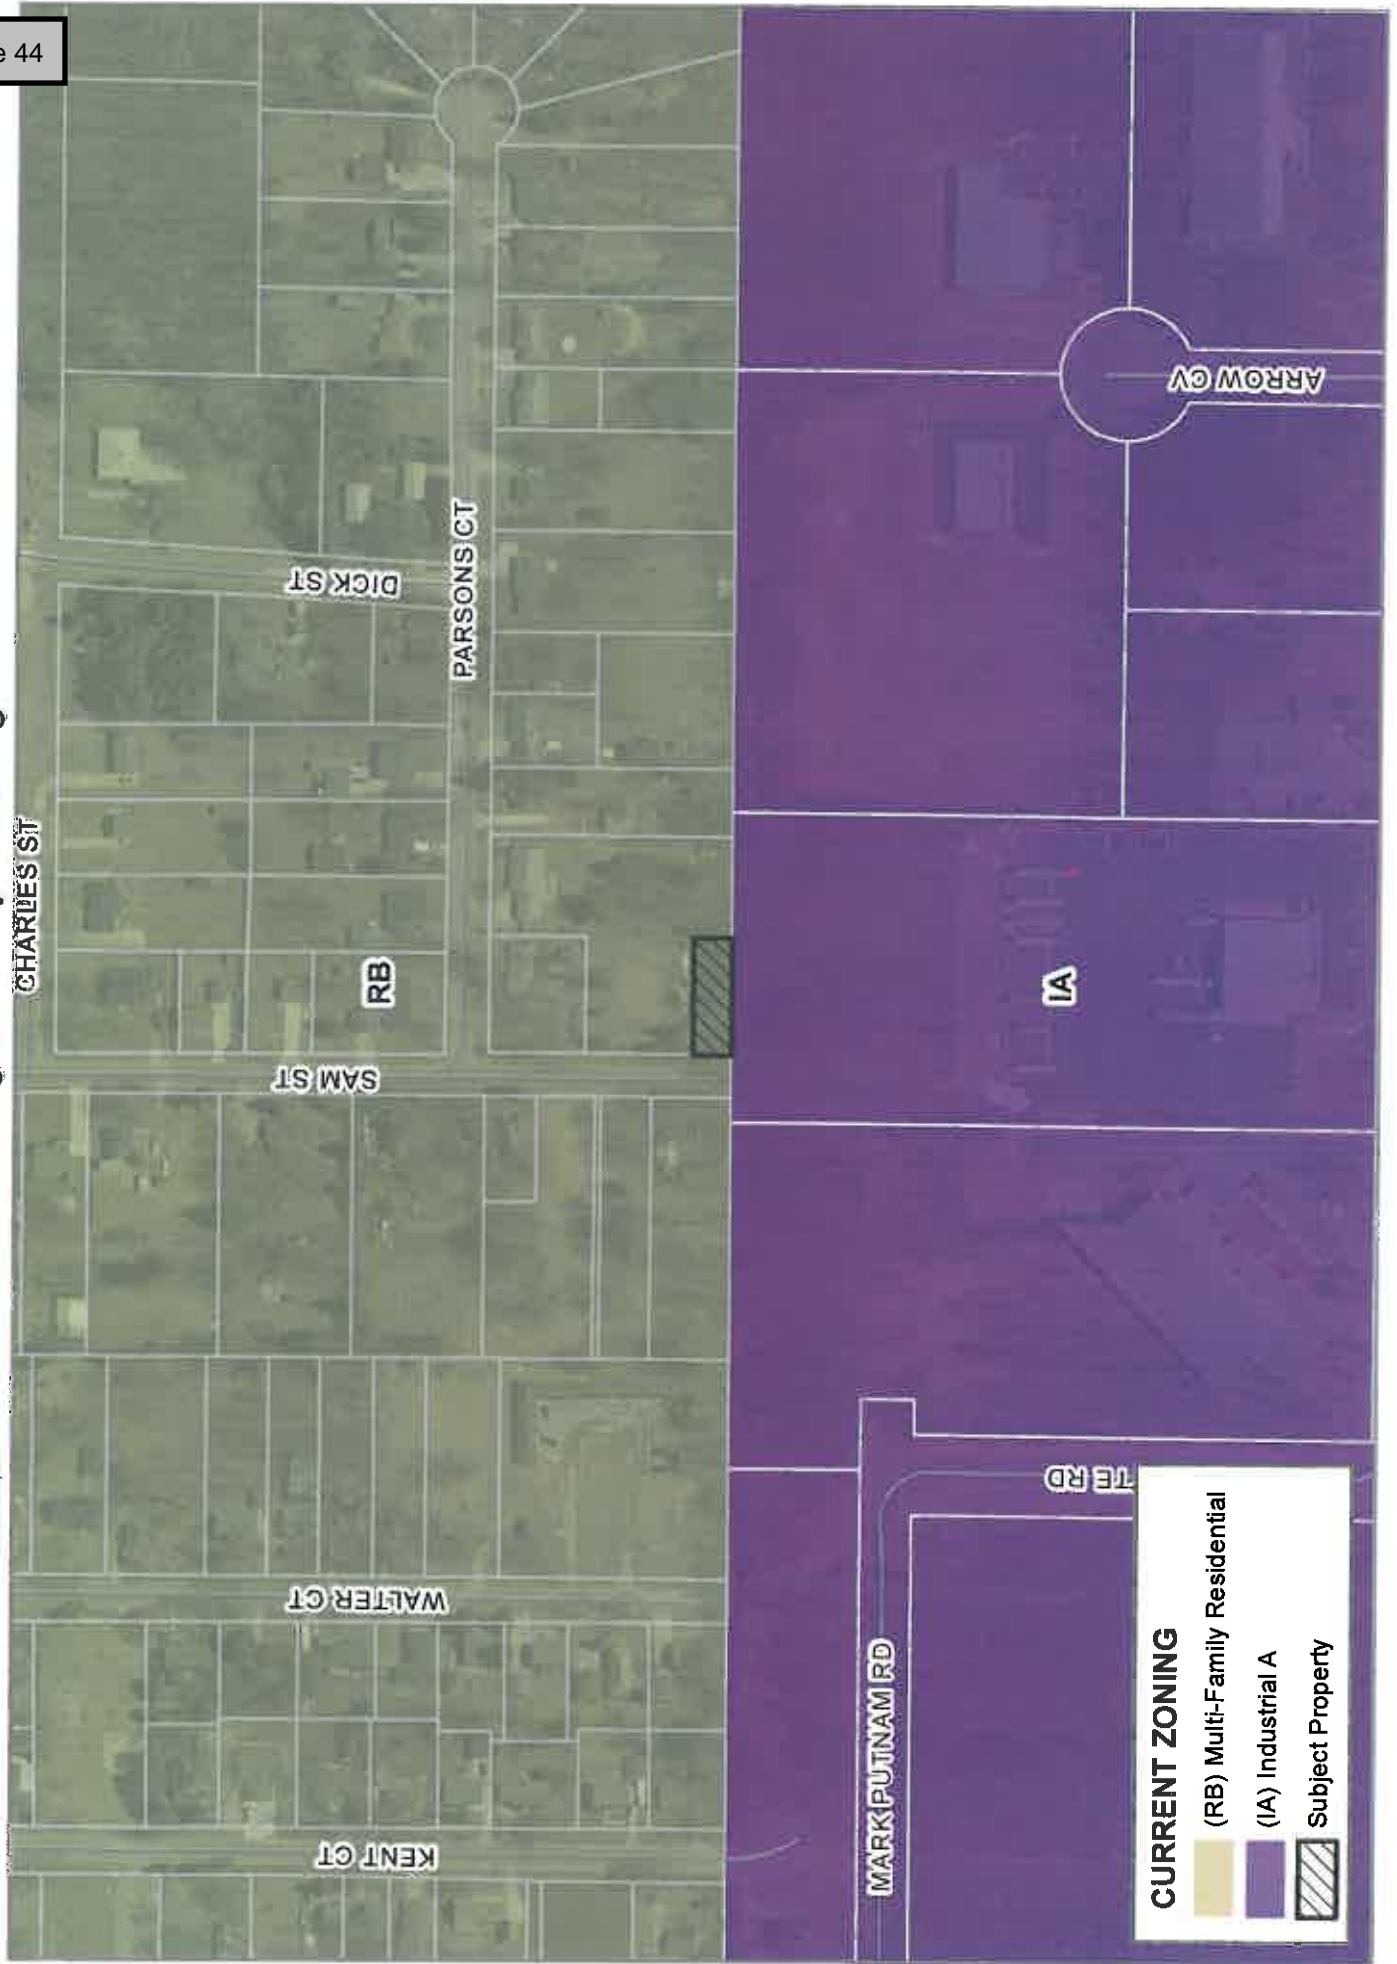 e 44
CHARLES ST
DICK ST
PARSONS CT
RB
SAM ST
ARROW CV
IA
WALTER CT
TE RD
MARK PUTNAM RD
KENT CT
CURRENT ZONING
(RB) Multi-Family Residential
(IA) Industrial A
Subject Property